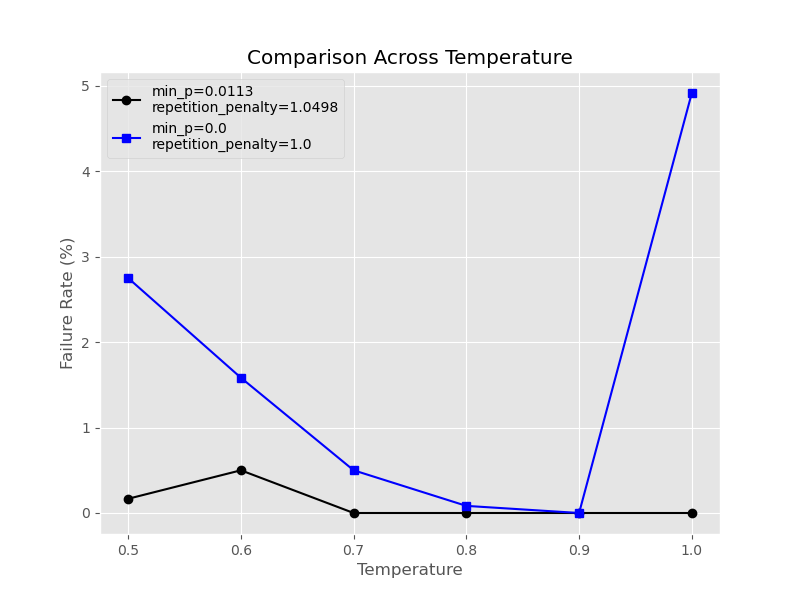 Comparison Across Temperature
min_p=0.0113
repetition_penalty=1.0498
min_p=0.0
repetition_penalty=1.0
Failure Rate (%)
5
4
3
2
1
0
0.5 0.6 0.7 0.8 0.9 1.0
Temperature